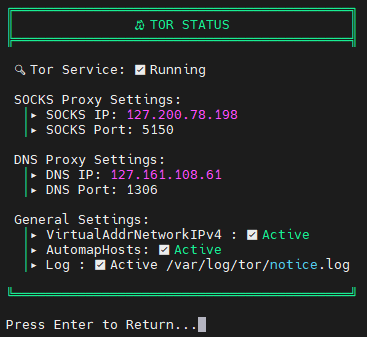 TOR STATUS
Tor Service: Running
SOCKS Proxy Settings:
SOCKS IP: 127.200.78.198
SOCKS Port: 5150
DNS Proxy Settings:
DNS IP: 127.161.108.61
DNS Port: 1306
General Settings:
VirtualAddrNetworkIPv4 : Active
AutomapHosts: Active
Log : Active /var/log/tor/notice.log
Press Enter to Return...